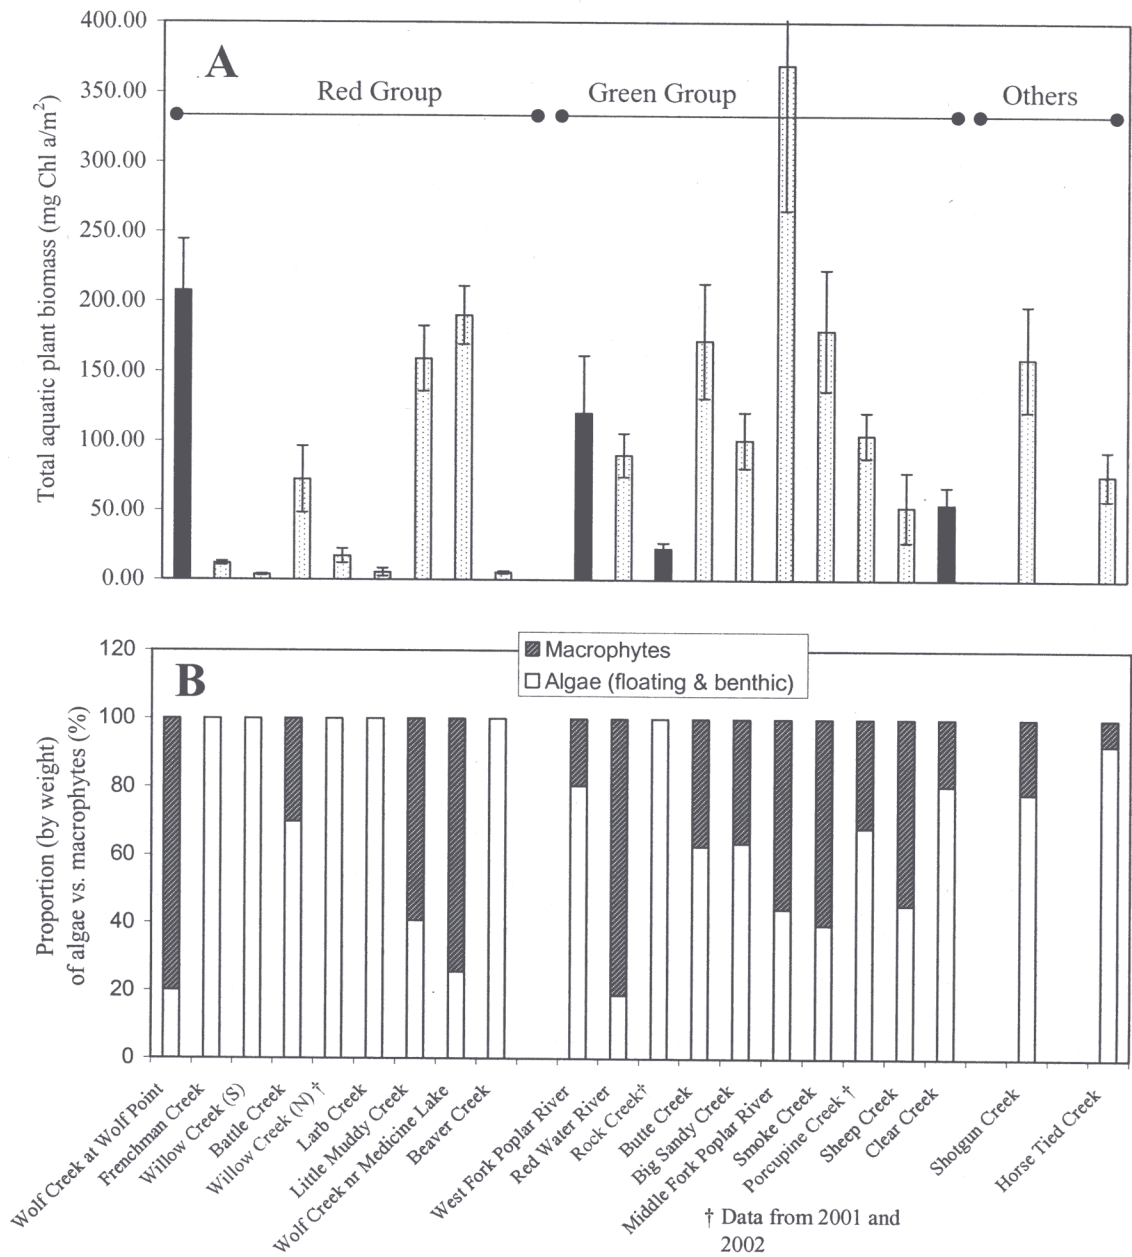 400.00
350.00
300.00
250.00
200.00
150.00
100.00
50.00
0.00
Total aquatic plant biomass (mg Chl a/m²)
A
Red Group
Green Group
Others
120
100
80
60
40
20
0
Proportion (by weight)
of algae vs. macrophytes (%)
B
Macrophytes
Algae (floating & benthic)
Wolf Creek at Wolf Point
Frenchman Creek
Willow Creek (S)
Battle Creek
Willow Creek (N) †
Larb Creek
Little Muddy Creek
Wolf Creek nr Medicine Lake
Beaver Creek
West Fork Poplar River
Red Water River
Rock Creek†
Butte Creek
Big Sandy Creek
Middle Fork Poplar River
Smoke Creek
Porcupine Creek †
Sheep Creek
Clear Creek
Shotgun Creek
Horse Tied Creek
† Data from 2001 and
2002